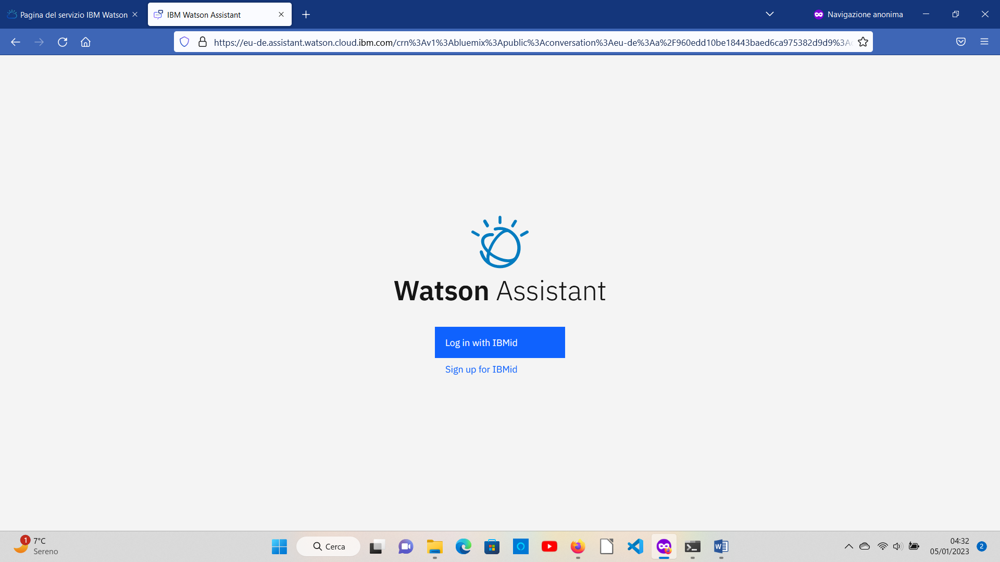 Pagina del servizio IBM Watson
IBM Watson Assistant
Navigazione anonima
https://eu-de.assistant.watson.cloud.ibm.com/crn%3Av1%3Abluemix%3Apublic%3Aconversation%3Aeu-de%3Aa%2F960edd10be18443baed6ca975382d9d9%3A
Watson Assistant
Log in with IBMid
Sign up for IBMid
1
7°C
Sereno
Cerca
W
04:32
05/01/2023
2